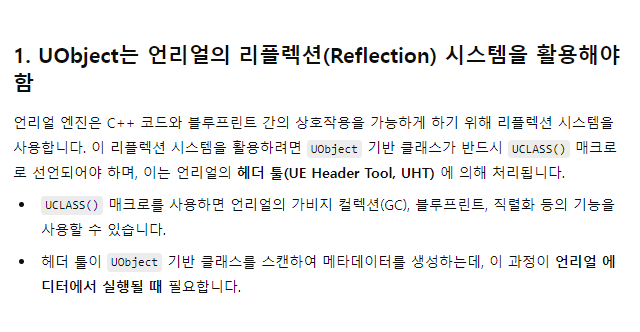 1. UObject는 언리얼의 리플렉션(Reflection) 시스템을 활용해야
함
언리얼 엔진은 C++ 코드와 블루프린트 간의 상호작용을 가능하게 하기 위해 리플렉션 시스템을
사용합니다. 이 리플렉션 시스템을 활용하려면 UObject 기반 클래스가 반드시 UCLASS() 매크로
로 선언되어야 하며, 이는 언리얼의 헤더 툴(UE Header Tool, UHT) 에 의해 처리됩니다.
• UCLASS() 매크로를 사용하면 언리얼의 가비지 컬렉션(GC), 블루프린트, 직렬화 등의 기능을
사용할 수 있습니다.
• 헤더 툴이 UObject 기반 클래스를 스캔하여 메타데이터를 생성하는데, 이 과정이 언리얼 에
디터에서 실행될 때 필요합니다.